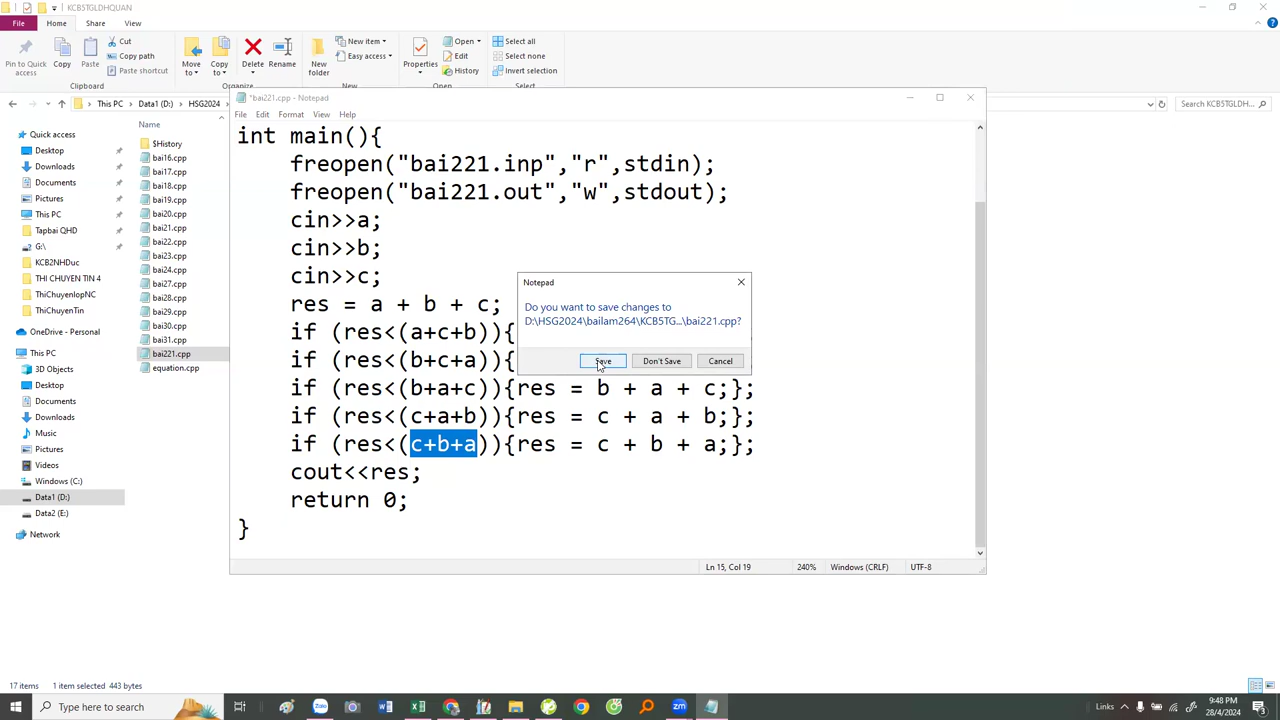 KCB5TGLDHQUAN
File
Home
Share
View
Pin to Quick access
Copy
Paste
Cut
Copy path
Paste shortcut
Clipboard
Move to
Copy to
Delete
Rename
Organize
New folder
New item
Easy access
New
Properties
Open
Edit
History
Open
Select all
Select none
Invert selection
This PC
Data1 (D:)
HSG2024
Search KCB5TGLDH...
Quick access
Desktop
Downloads
Documents
Pictures
This PC
Tapbai QHD
G:\
KCB2NHDuc
THI CHUYEN TIN 4
ThiChuyenlopNC
ThiChuyenTin
OneDrive - Personal
This PC
3D Objects
Desktop
Documents
Downloads
Music
Pictures
Videos
Windows (C:)
Data1 (D:)
Data2 (E:)
Network
Name
$History
bai16.cpp
bai17.cpp
bai18.cpp
bai19.cpp
bai20.cpp
bai21.cpp
bai22.cpp
bai23.cpp
bai24.cpp
bai27.cpp
bai28.cpp
bai29.cpp
bai30.cpp
bai31.cpp
bai221.cpp
equation.cpp
*bai221.cpp - Notepad
File Edit Format View Help
int main(){
freopen("bai221.inp","r",stdin);
freopen("bai221.out","w",stdout);
cin>>a;
cin>>b;
cin>>c;
res = a + b + c;
if (res<(a+c+b)){
if (res<(b+c+a)){
if (res<(b+a+c)){res = b + a + c;};
if (res<(c+a+b)){res = c + a + b;};
if (res<(c+b+a)){res = c + b + a;};
cout<<res;
return 0;
}
Notepad
Do you want to save changes to
D:\HSG2024\bailam264\KCB5TG...\bai221.cpp?
Save
Don't Save
Cancel
Ln 15, Col 19
240%
Windows (CRLF)
UTF-8
17 items
1 item selected 443 bytes
Type here to search
Links
9:48 PM
28/4/2024